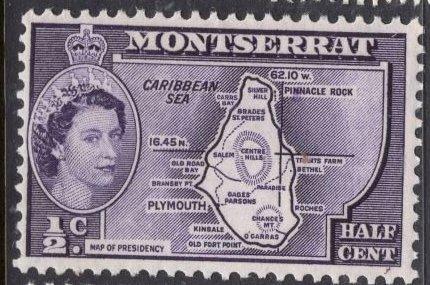 MONTSERRAT
CARIBBEAN
SEA
62.10 W.
PINNACLE ROCK
SILVER
HILL
CARRS
BAY
BRADES
ST. PETERS
16.45 N.
SALEM
CENTRE
HILLS
OLD ROAD
BAY
FARM
BETHEL
BRANSBY PT.
PARADISE
GAGES
PARSONS
PLYMOUTH
ROCHES
CHANCES
MT.
KINSALE
O'GARRAS
OLD FORT POINT
½ C.
MAP OF PRESIDENCY
HALF
CENT